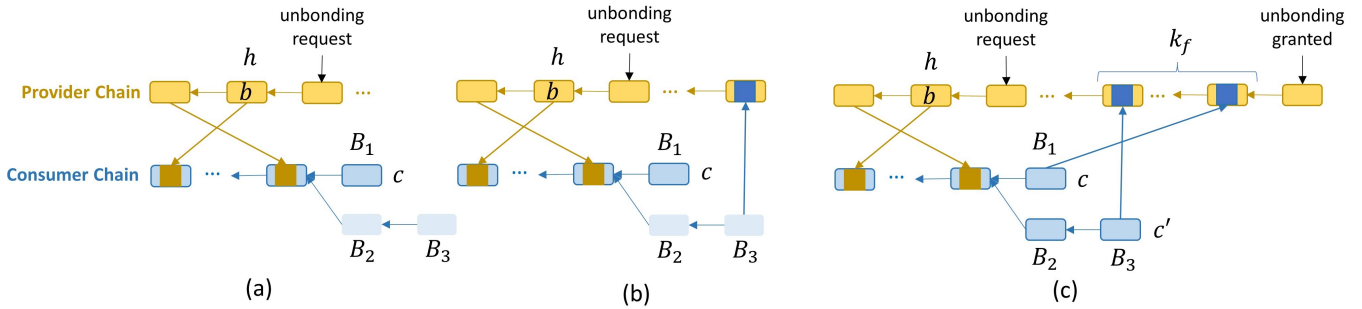 unbonding
request
h
Provider Chain
b
...
B₁
Consumer Chain
...
c
B₂
B₃
(a)
unbonding
request
h
b
...
B₁
...
c
B₂
B₃
(b)
unbonding
request
unbonding
granted
k_f
h
b
...
...
B₁
...
c
c′
B₂
B₃
(c)